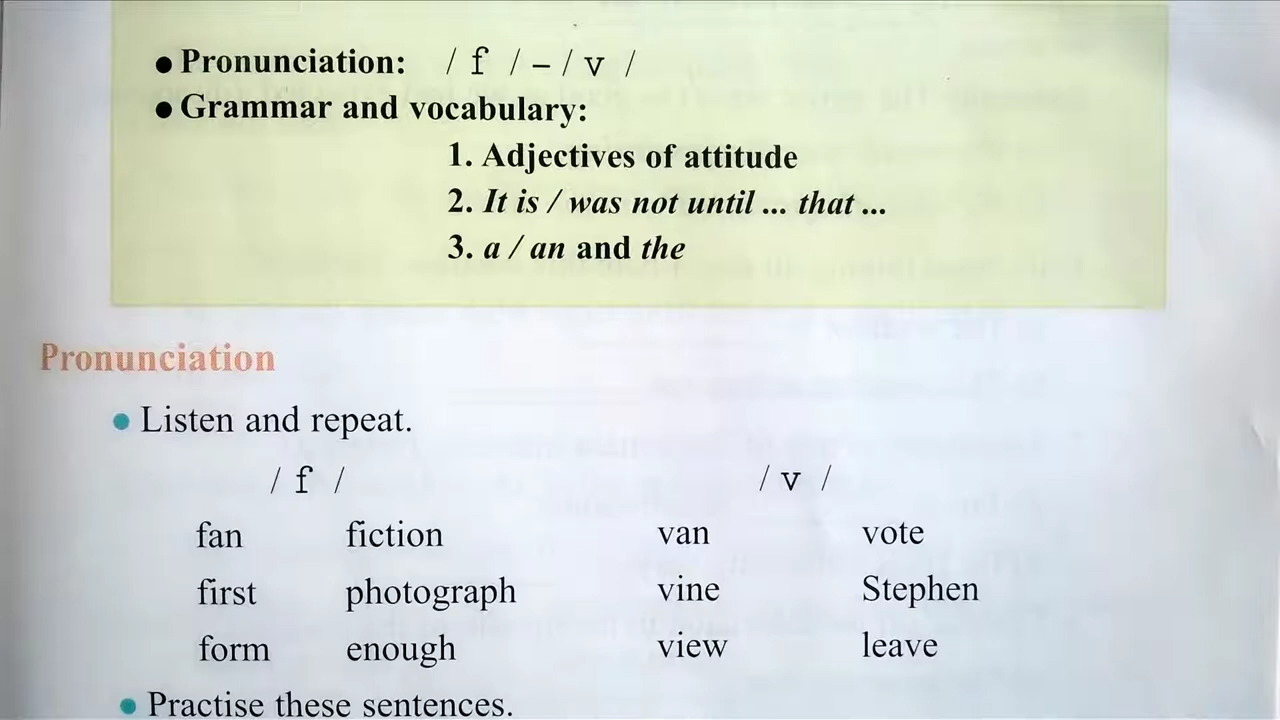 ● Pronunciation: / f / – / v /
● Grammar and vocabulary:
1. Adjectives of attitude
2. It is / was not until ... that ...
3. a / an and the
Pronunciation
● Listen and repeat.
/ f / / v /
fan fiction van vote
first photograph vine Stephen
form enough view leave
● Practise these sentences.